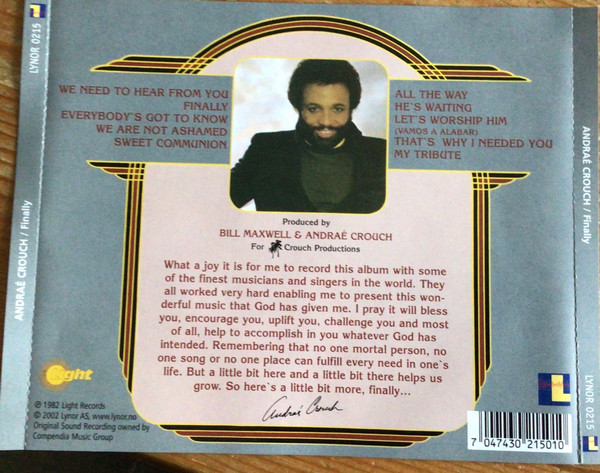 LYNOR 0215
ANDRAÉ CROUCH / Finally
WE NEED TO HEAR FROM YOU
FINALLY
EVERYBODY`S GOT TO KNOW
WE ARE NOT ASHAMED
SWEET COMMUNION
ALL THE WAY
HE`S WAITING
LET`S WORSHIP HIM
(VAMOS A ALABAR)
THAT`S WHY I NEEDED YOU
MY TRIBUTE
Produced by
BILL MAXWELL & ANDRAÉ CROUCH
For Crouch Productions
What a joy it is for me to record this album with some
of the finest musicians and singers in the world. They
all worked very hard enabling me to present this won-
derful music that God has given me. I pray it will bless
you, encourage you, uplift you, challenge you and most
of all, help to accomplish in you whatever God has
intended. Remembering that no one mortal person, no
one song or no one place can fulfill every need in one`s
life. But a little bit here and a little bit there helps us
grow. So here`s a little bit more, finally...
Andraé Crouch
Light
℗ 1982 Light Records
© 2002 Lynor AS, www.lynor.no
Original Sound Recording owned by
Compendia Music Group
7 047430 215010
ANDRAÉ CROUCH / Finally
LYNOR 0215